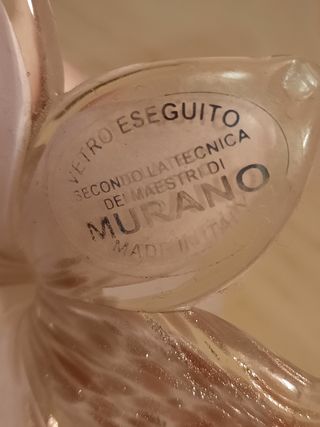 VETRO ESEGUITO
SECONDO LA TECNICA
DEI MAESTRI DI
MURANO
MADE IN ITALY